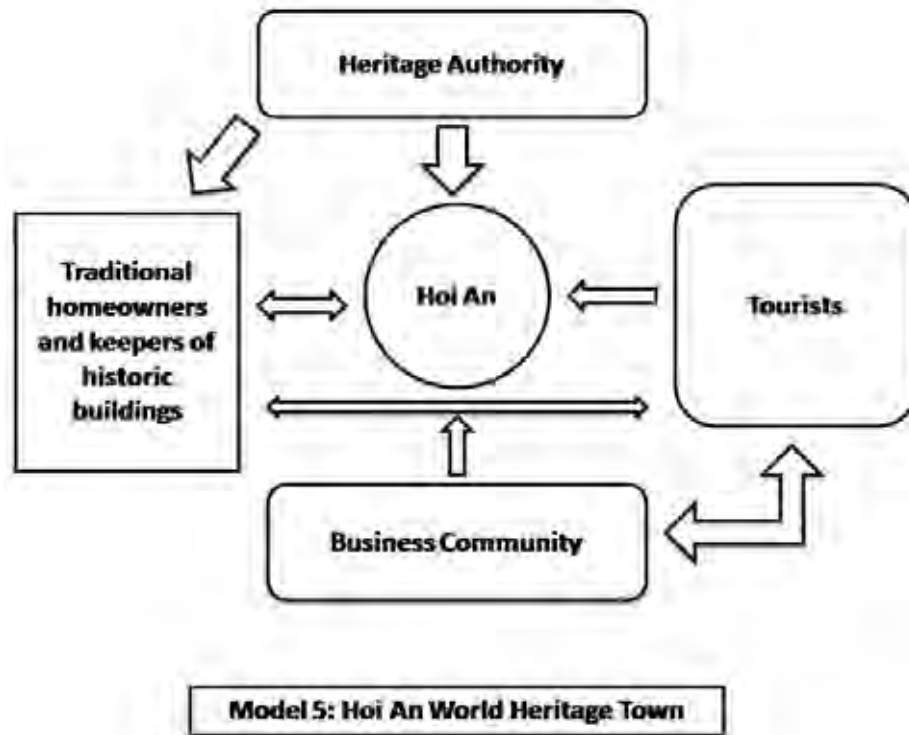 Heritage Authority
Traditional
homeowners
and keepers of
historic
buildings
Hoi An
Tourists
Business Community
Model 5: Hoi An World Heritage Town